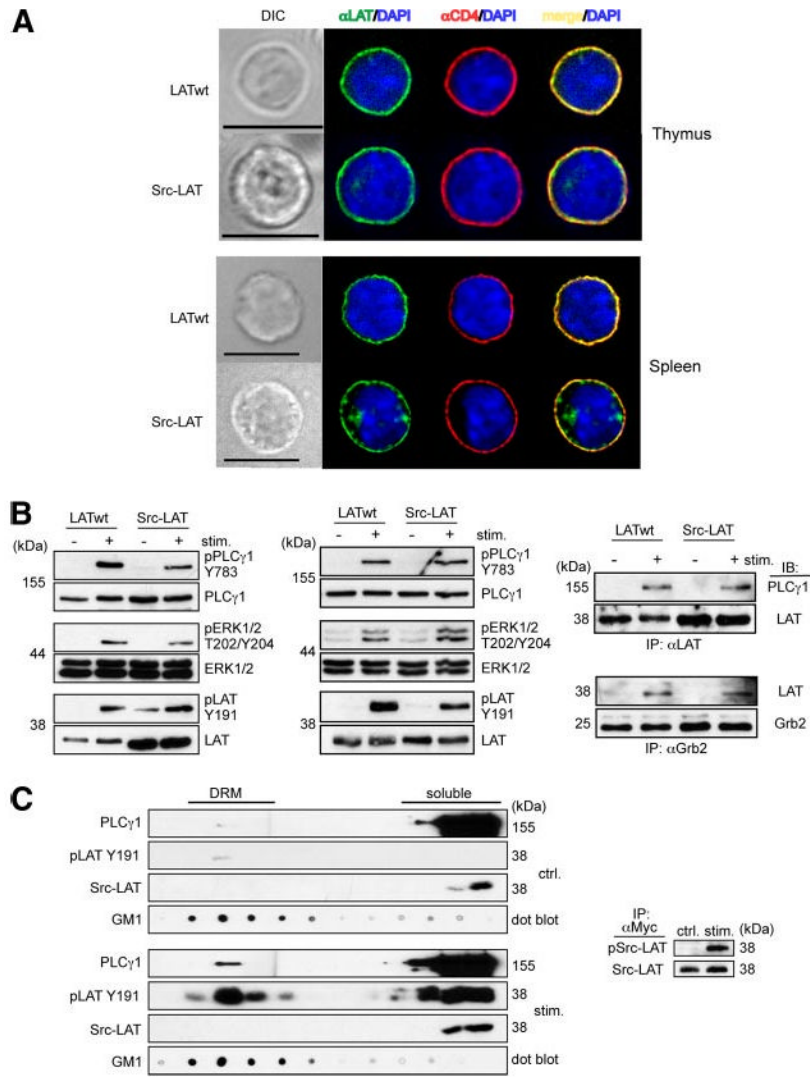 A
DIC αLAT/DAPI αCD4/DAPI merge/DAPI
LATwt
Src-LAT
Thymus
LATwt
Src-LAT
Spleen
B
LATwt Src-LAT
- + - + stim.
(kDa)
pPLCγ1
Y783
155
PLCγ1
pERK1/2
T202/Y204
44
ERK1/2
pLAT
Y191
38
LAT
LATwt Src-LAT
- + - + stim.
(kDa)
pPLCγ1
Y783
155
PLCγ1
pERK1/2
T202/Y204
44
ERK1/2
pLAT
Y191
38
LAT
LATwt Src-LAT
(kDa) - + - + stim.
IB:
155 PLCγ1
38 LAT
IP: αLAT
38 LAT
25 Grb2
IP: αGrb2
C
DRM soluble
(kDa)
PLCγ1 155
pLAT Y191 38
ctrl.
Src-LAT 38
GM1 dot blot
PLCγ1 155
pLAT Y191 38
stim.
Src-LAT 38
GM1 dot blot
IP:
αMyc ctrl. stim. (kDa)
pSrc-LAT 38
Src-LAT 38